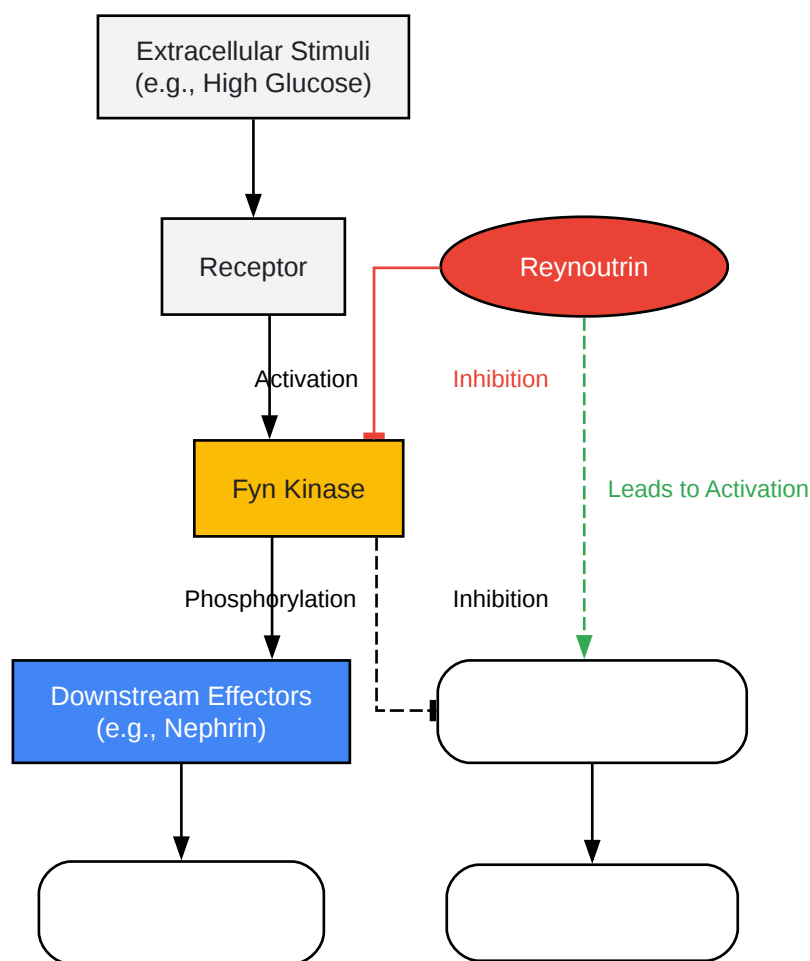 Extracellular Stimuli
(e.g., High Glucose)
Receptor
Reynoutrin
Activation
Inhibition
Fyn Kinase
Leads to Activation
Phosphorylation
Inhibition
Downstream Effectors
(e.g., Nephrin)